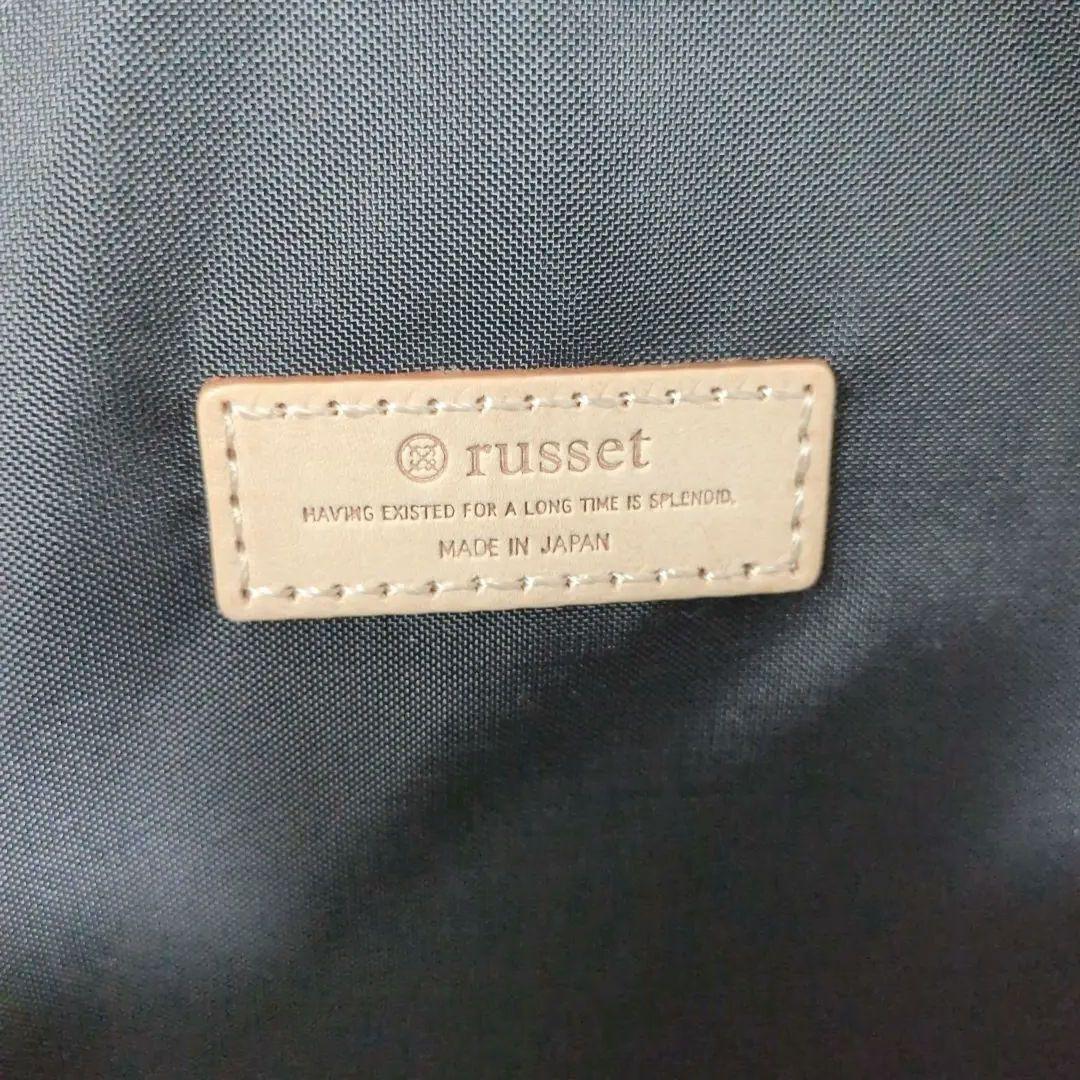 russet
HAVING EXISTED FOR A LONG TIME IS SPLENDID.
MADE IN JAPAN